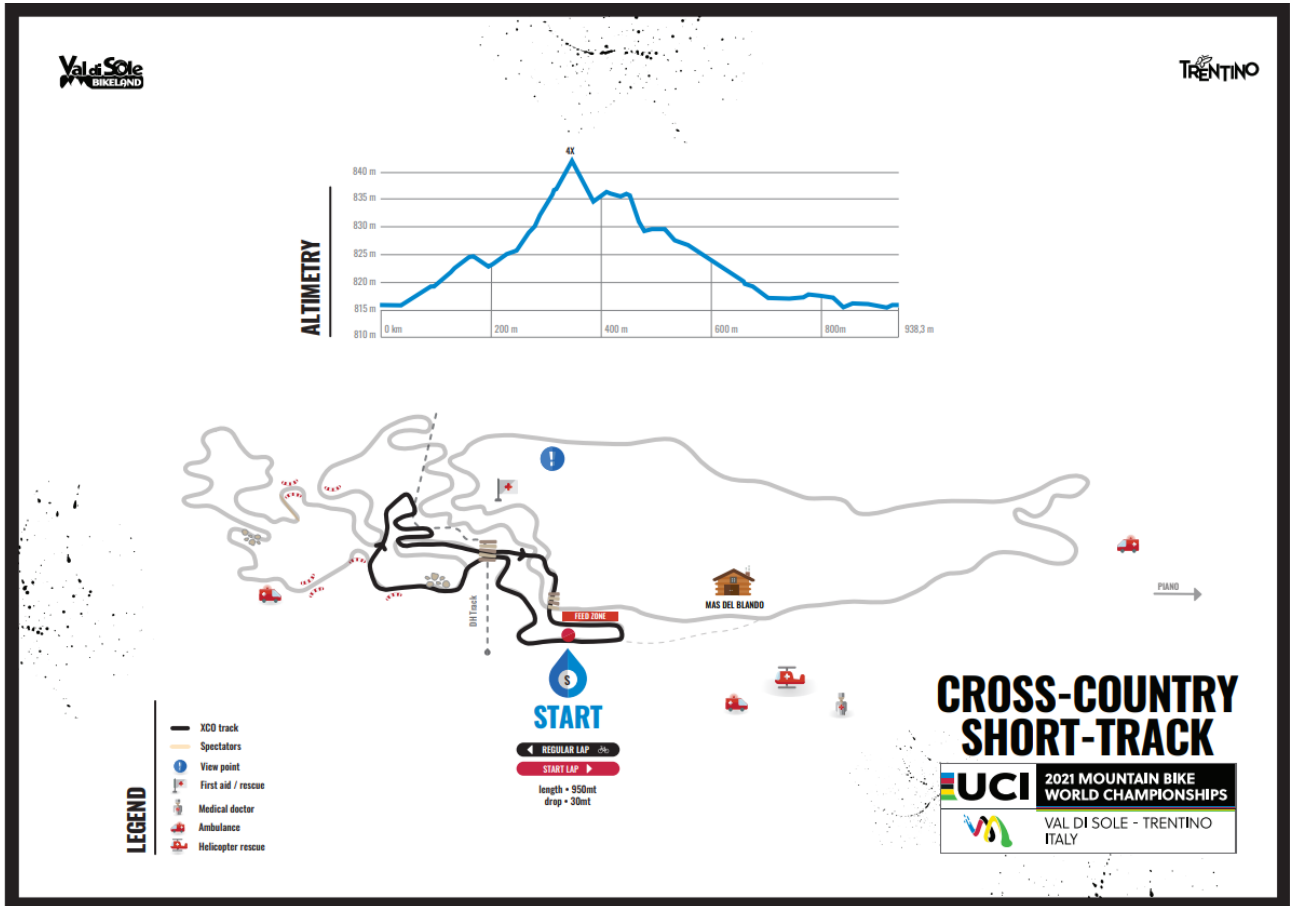 Val di Sole
BIKELAND
TRENTINO
ALTIMETRY
4X
840 m
835 m
830 m
825 m
820 m
815 m
810 m
0 km
200 m
400 m
600 m
800m
938,3 m
DH Track
FEED ZONE
MAS DEL BLANDO
PIANO
S
START
REGULAR LAP
START LAP
length • 950mt
drop • 30mt
LEGEND
XCO track
Spectators
View point
First aid / rescue
Medical doctor
Ambulance
Helicopter rescue
CROSS-COUNTRY
SHORT-TRACK
UCI
2021 MOUNTAIN BIKE
WORLD CHAMPIONSHIPS
VAL DI SOLE - TRENTINO
ITALY